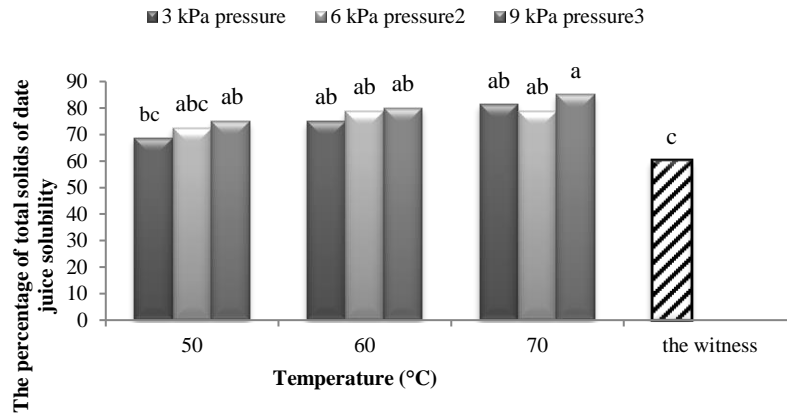 3 kPa pressure 6 kPa pressure2 9 kPa pressure3
The percentage of total solids of date
juice solubility
90
80
70
60
50
40
30
20
10
0
bc abc ab ab ab ab ab ab a c
50 60 70 the witness
Temperature (°C)